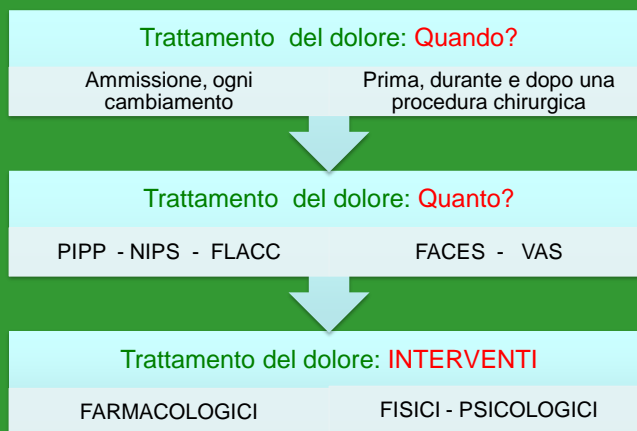 Trattamento  del dolore: Quando?
Ammissione, ogni
cambiamento
Prima, durante e dopo una
procedura chirurgica
Trattamento  del dolore: Quanto?
PIPP  - NIPS  -  FLACC
FACES  -   VAS
Trattamento del dolore: INTERVENTI
FARMACOLOGICI
FISICI - PSICOLOGICI